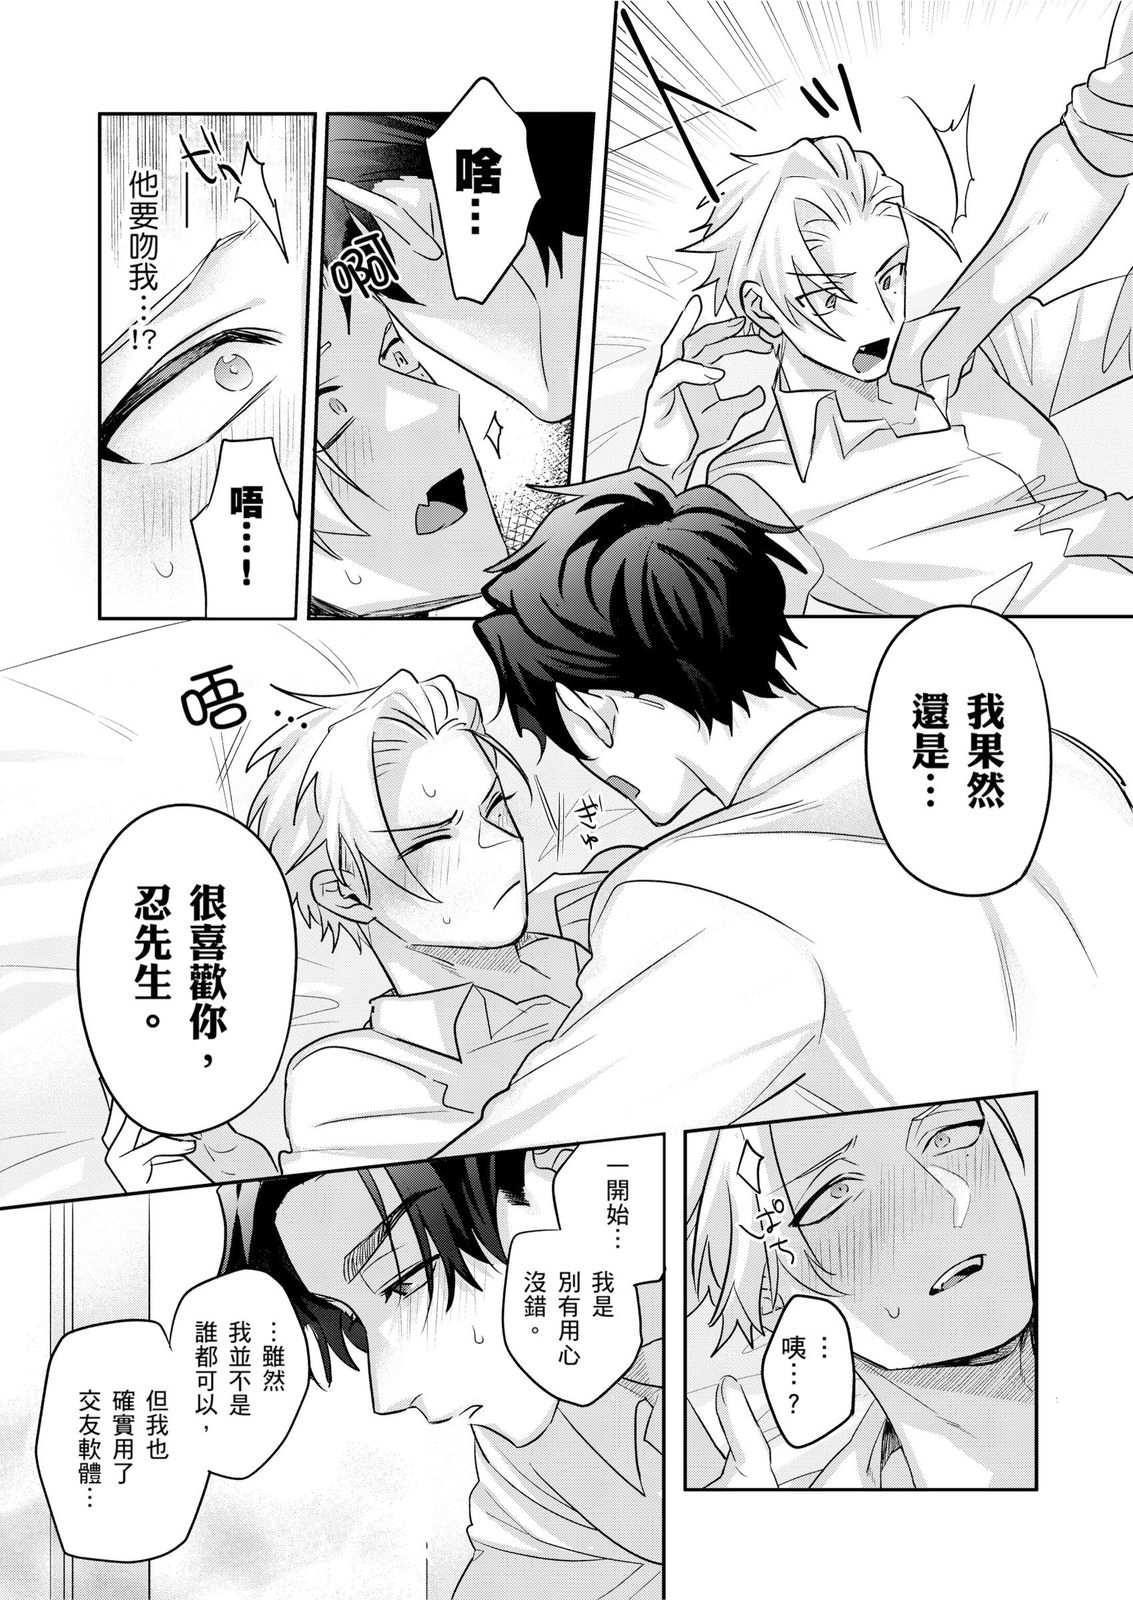 啥…
他要吻我…!?
唔…!
我果然
還是…
唔…
很喜歡你，
忍先生。
…
咦…?
ぱち
一開始…我是
別有用心
沒錯。
…雖然
我並不是
誰都可以，
但我也
確實用了
交友軟體…